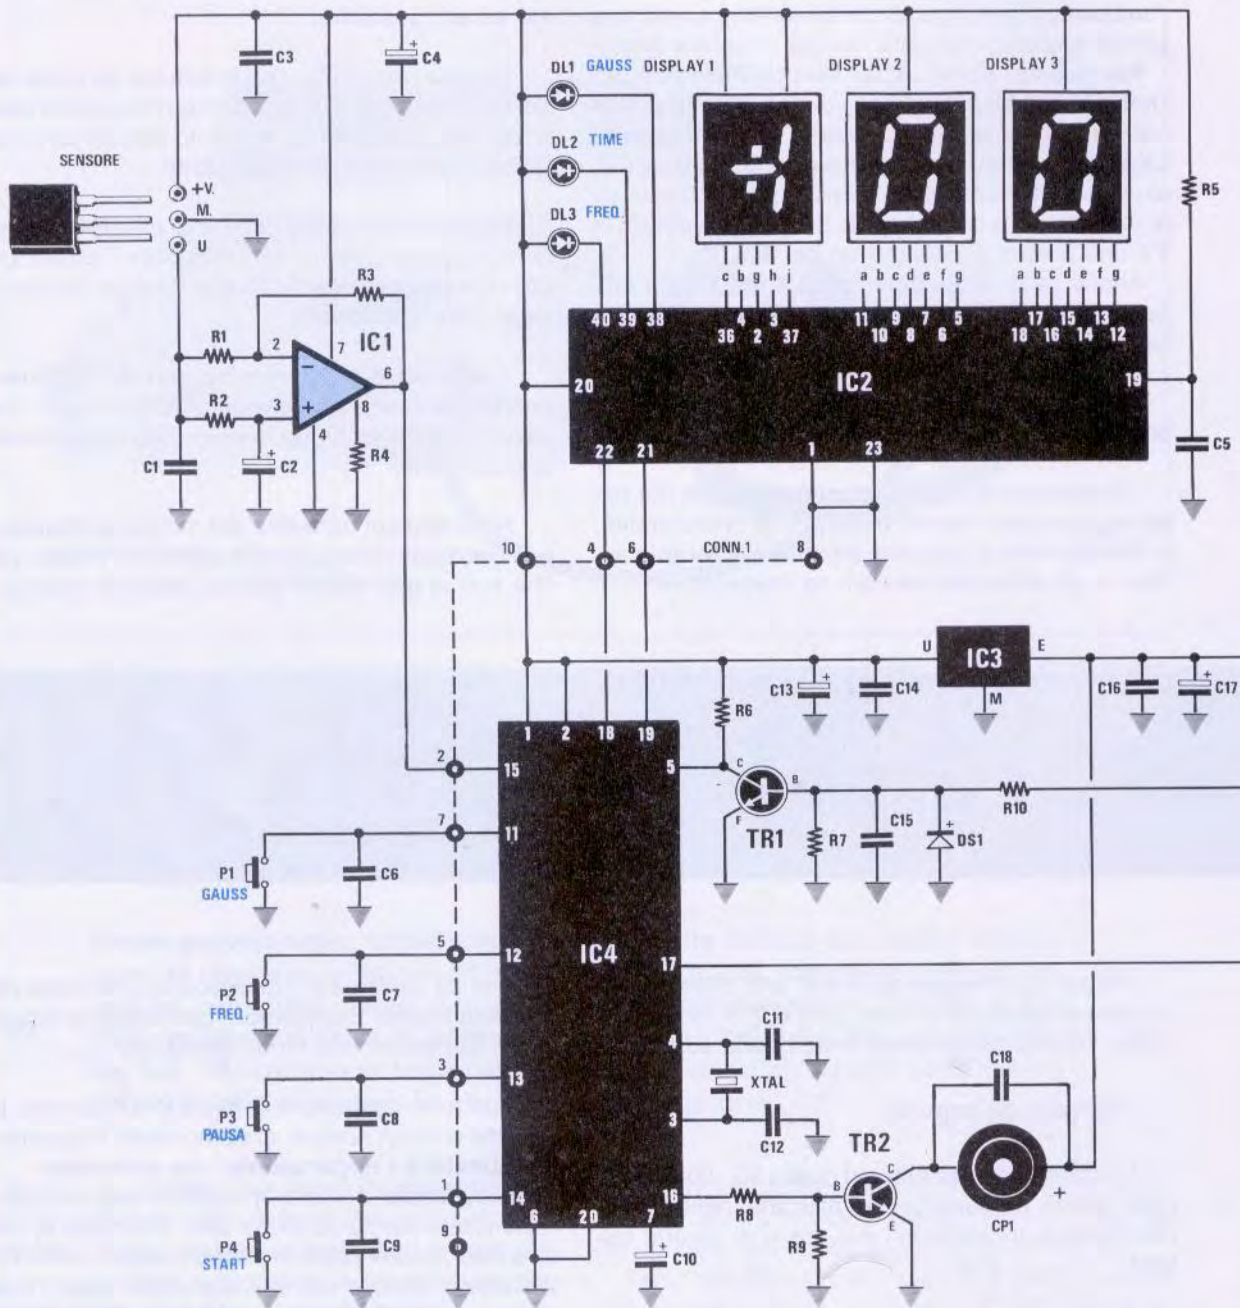 C3
C4
DL1 GAUSS
DISPLAY 1
DISPLAY 2
DISPLAY 3
DL2 TIME
DL3 FREQ.
SENSORE
+V.
M.
U
R5
c b g h j
a b c d e f g
a b c d e f g
40 39 38
36 4 2 3 37
11 10 9 8 7 6 5
18 17 16 15 14 13 12
20
IC2
19
22 21 1 23
C5
R3
IC1
R1
2
7
6
R2
3
8
4
C1
C2
R4
10
4
6
CONN.1
8
U
IC3
E
M
C13
C14
C16
C17
R6
1 2 18 19
5
C
B
E
TR1
R7
C15
DS1
R10
2
15
7
11
P1
GAUSS
C6
IC4
5
12
17
P2
FREQ.
C7
4
C11
XTAL
3
C12
3
13
P3
PAUSA
C8
C18
TR2
C
B
E
CP1
+
1
14
16
R8
R9
P4
START
C9
9
6 20 7
C10